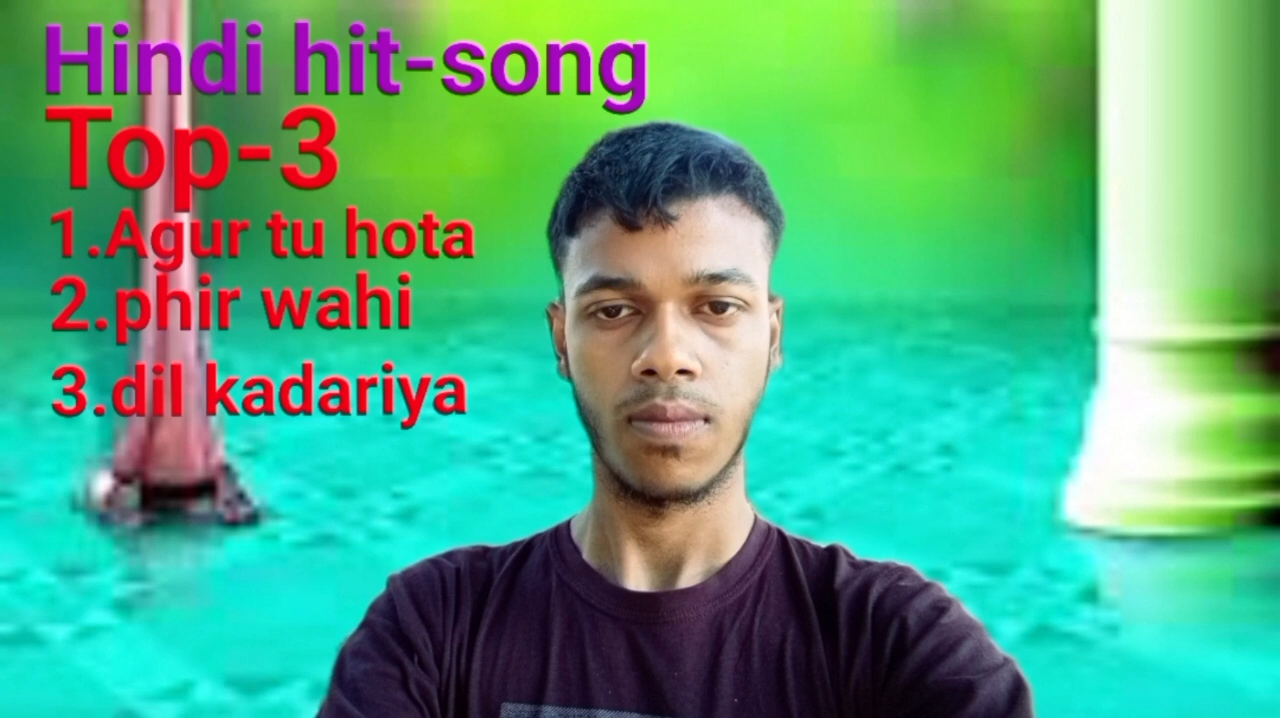 Hindi hit-song
Top-3
1.Agur tu hota
2.phir wahi
3.dil kadariya